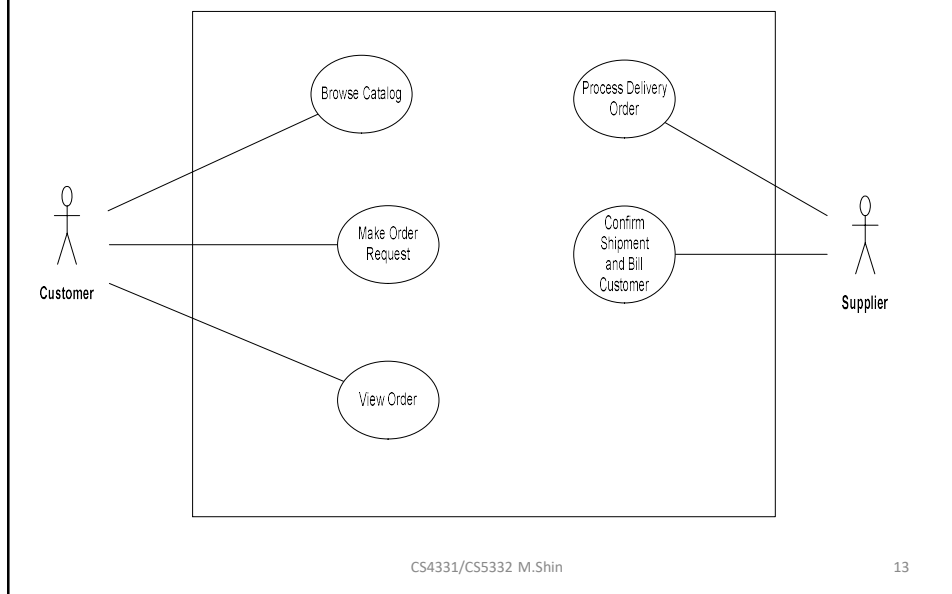 Browse Catalog
Process Delivery
Order
Make Order
Request
Confirm
Shipment
and Bill
Customer
Customer
Supplier
View Order
CS4331/CS5332 M.Shin
13